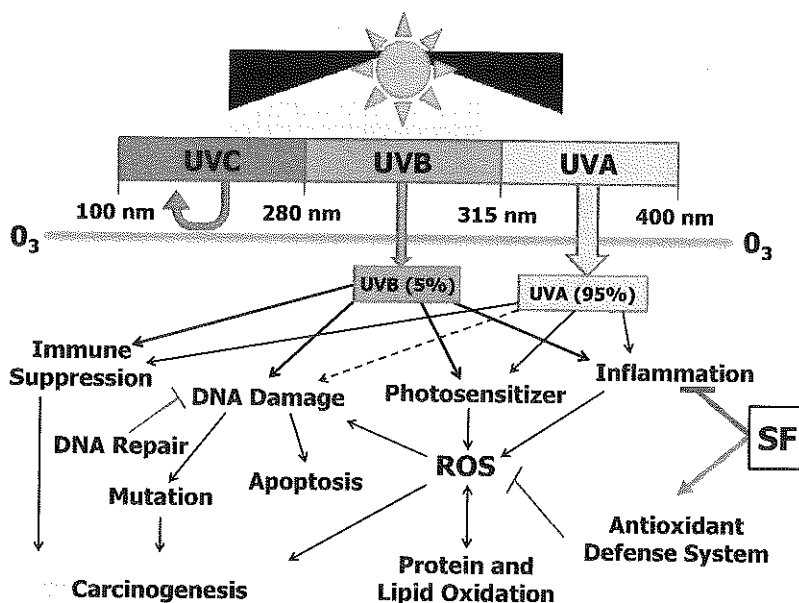 UVC UVB UVA
100 nm 280 nm 315 nm 400 nm
O3 O3
UVB (5%) UVA (95%)
Immune
Suppression
DNA Damage
Photosensitizer
Inflammation
DNA Repair
SF
Mutation
Apoptosis
ROS
Antioxidant
Defense System
Carcinogenesis
Protein and
Lipid Oxidation